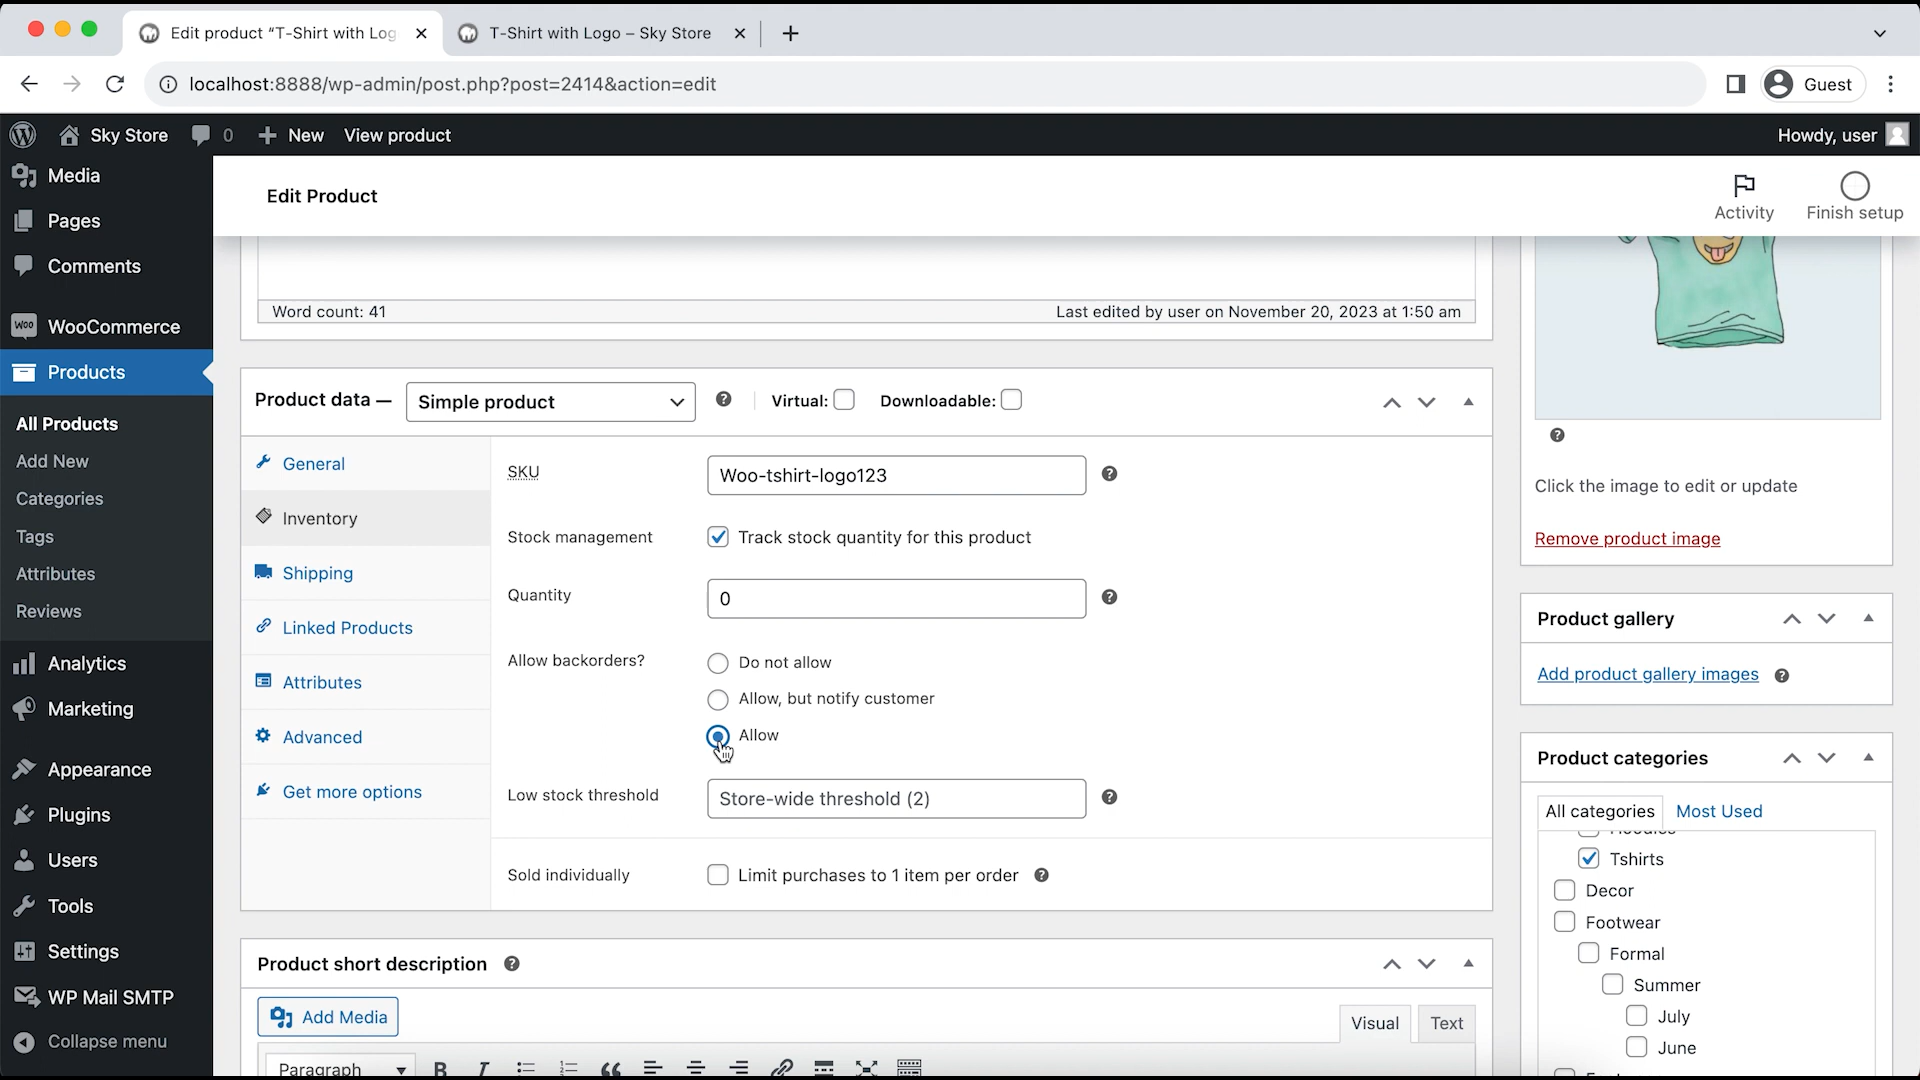 Edit product “T-Shirt with Log
T-Shirt with Logo – Sky Store
localhost:8888/wp-admin/post.php?post=2414&action=edit
Guest
Sky Store
0
New
View product
Howdy, user
Media
Pages
Comments
WOO
WooCommerce
Products
All Products
Add New
Categories
Tags
Attributes
Reviews
Analytics
Marketing
Appearance
Plugins
Users
Tools
Settings
WP Mail SMTP
Collapse menu
Edit Product
Activity
Finish setup
Word count: 41
Last edited by user on November 20, 2023 at 1:50 am
Product data —
Simple product
Virtual:
Downloadable:
General
Inventory
Shipping
Linked Products
Attributes
Advanced
Get more options
SKU
Woo-tshirt-logo123
Stock management
Track stock quantity for this product
Quantity
0
Allow backorders?
Do not allow
Allow, but notify customer
Allow
Low stock threshold
Store-wide threshold (2)
Sold individually
Limit purchases to 1 item per order
Product short description
Add Media
Visual
Text
Paragraph
B
I
Click the image to edit or update
Remove product image
Product gallery
Add product gallery images
Product categories
All categories
Most Used
Hoodies
Tshirts
Decor
Footwear
Formal
Summer
July
June